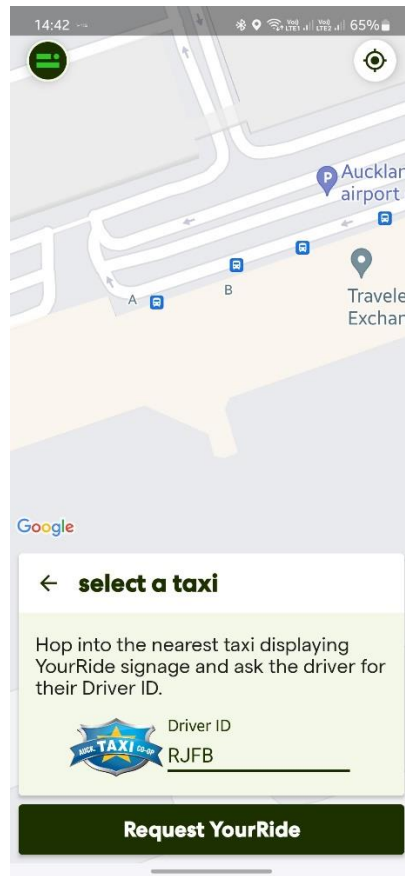 14:42
65%
Aucklar
airport
A
B
Travele
Exchar
Google
select a taxi
Hop into the nearest taxi displaying
YourRide signage and ask the driver for
their Driver ID.
Driver ID
AUCK. TAXI CO-OP
RJFB
Request YourRide